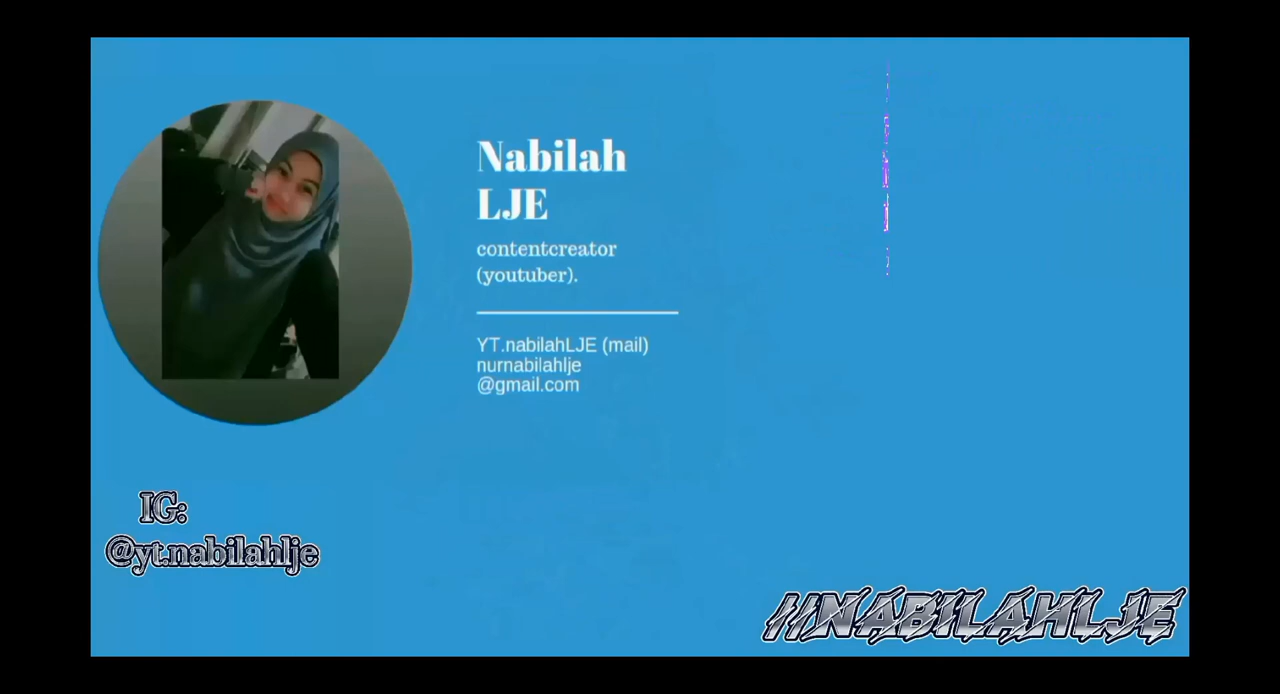 Nabilah
LJE
contentcreator
(youtuber).
YT.nabilahLJE (mail)
nurnabilahlje
@gmail.com
IG:
@yt.nabilahlje
//NABILAHLJE